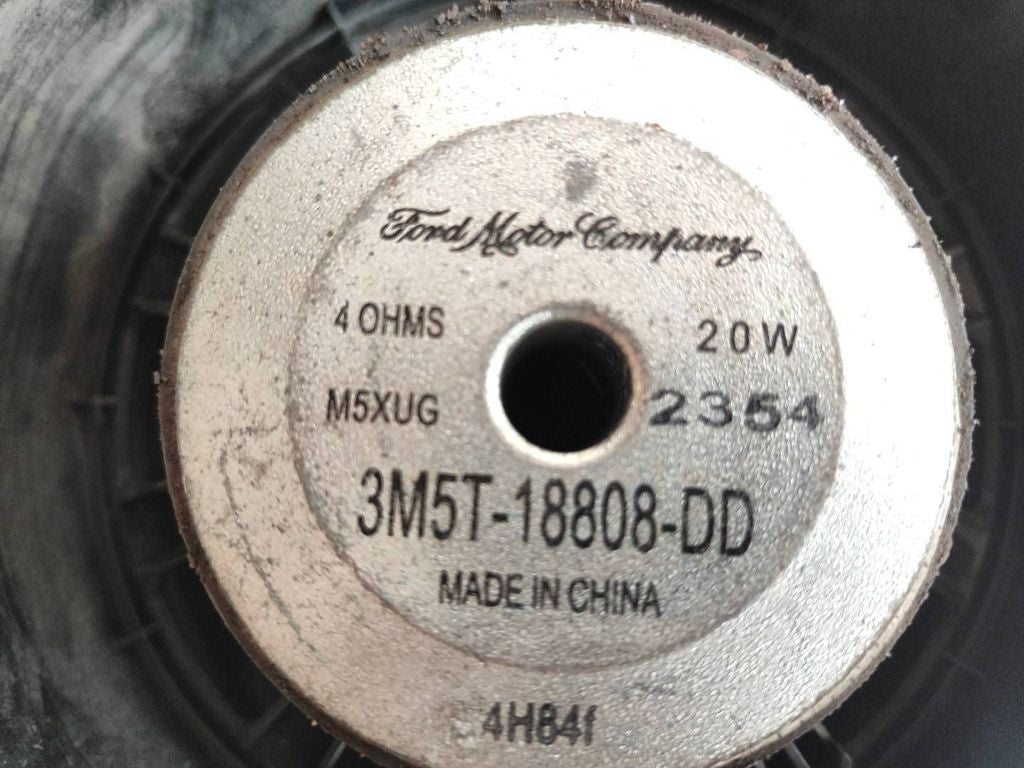 Ford Motor Company
4 OHMS 20W
M5XUG 2354
3M5T-18808-DD
MADE IN CHINA
4H84f